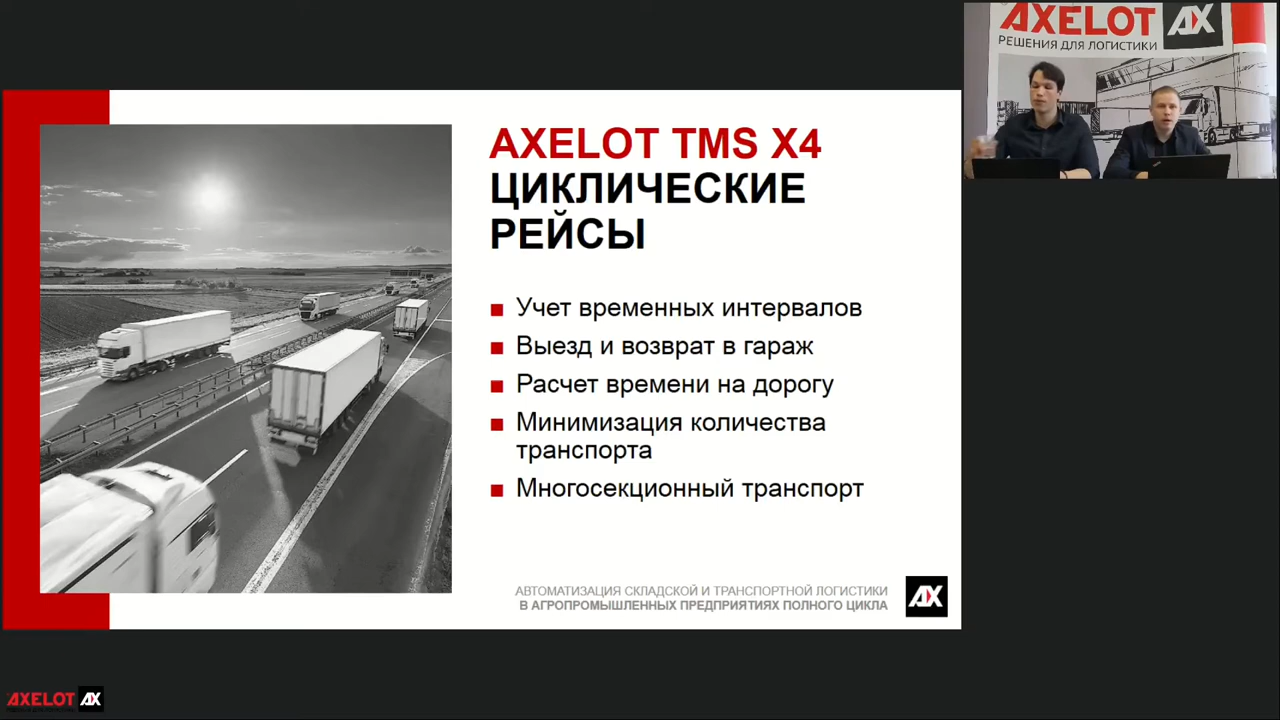 AXELOT
РЕШЕНИЯ ДЛЯ ЛОГИСТИКИ
AXELOT TMS X4
ЦИКЛИЧЕСКИЕ
РЕЙСЫ
Учет временных интервалов
Выезд и возврат в гараж
Расчет времени на дорогу
Минимизация количества
транспорта
Многосекционный транспорт
АВТОМАТИЗАЦИЯ СКЛАДСКОЙ И ТРАНСПОРТНОЙ ЛОГИСТИКИ
В АГРОПРОМЫШЛЕННЫХ ПРЕДПРИЯТИЯХ ПОЛНОГО ЦИКЛА
AX
AXELOT AX